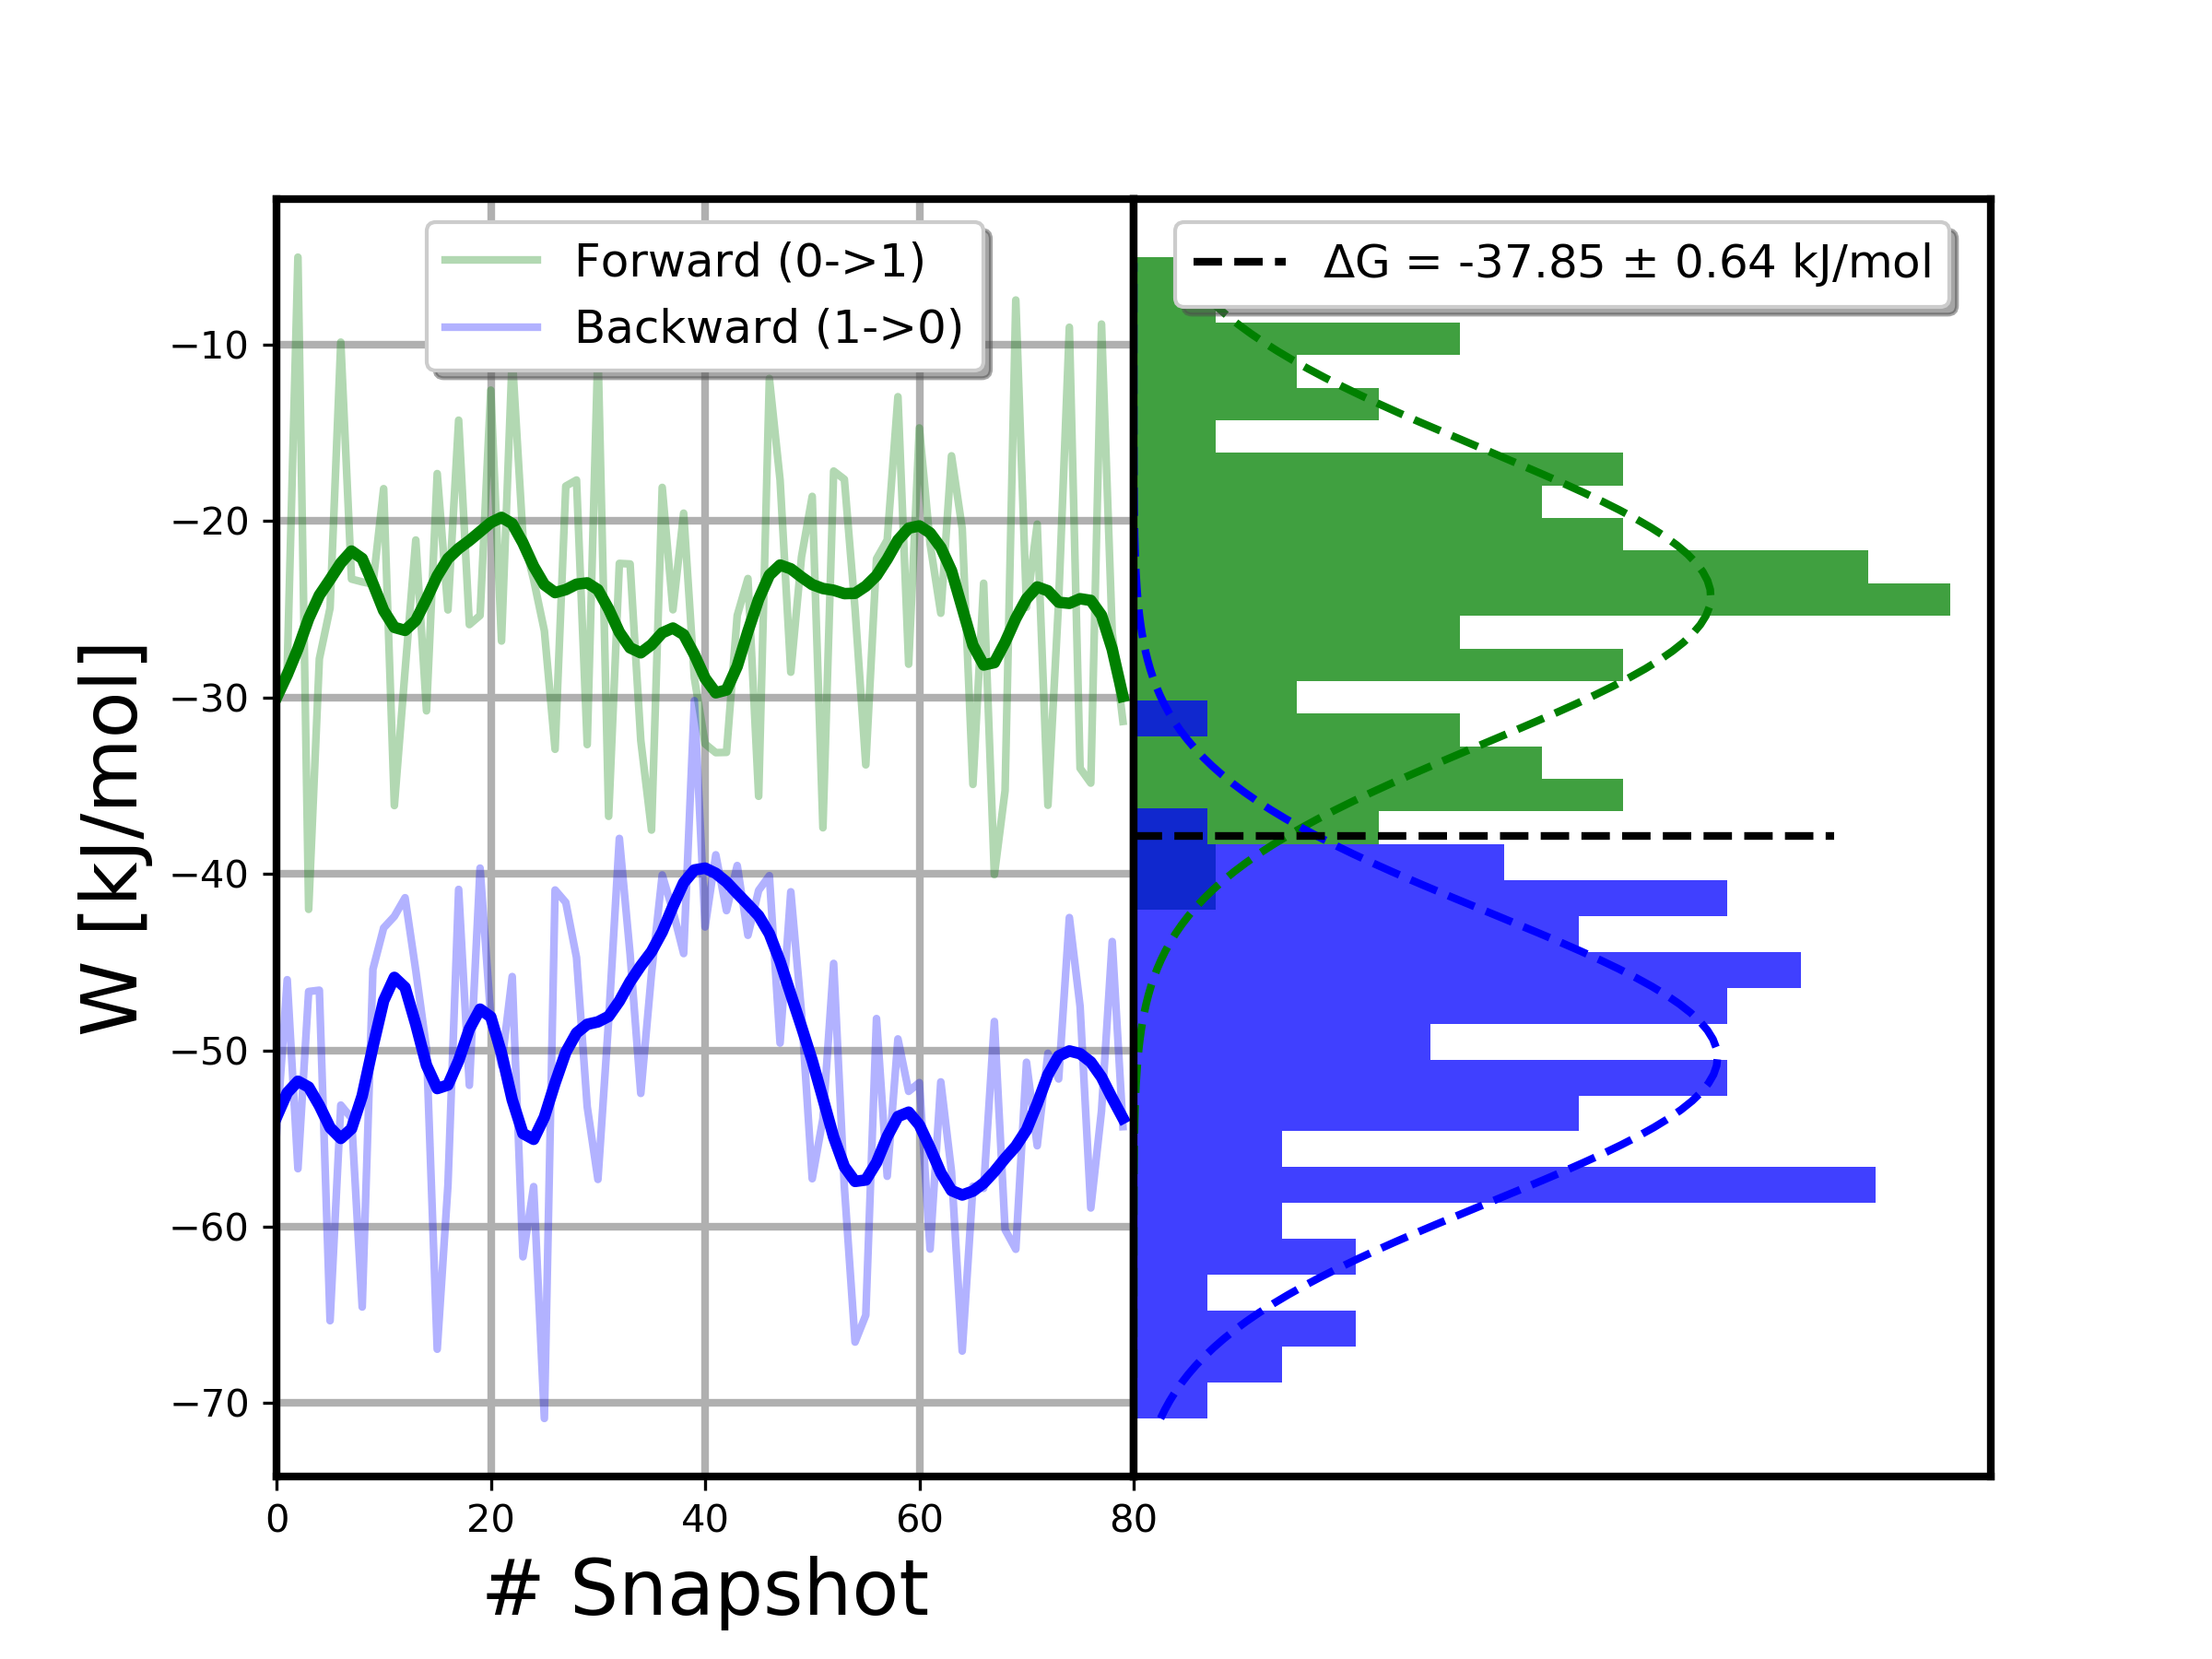 Forward (0->1)
Backward (1->0)
ΔG = -37.85 ± 0.64 kJ/mol
W [kJ/mol]
−10
−20
−30
−40
−50
−60
−70
0 20 40 60 80
# Snapshot